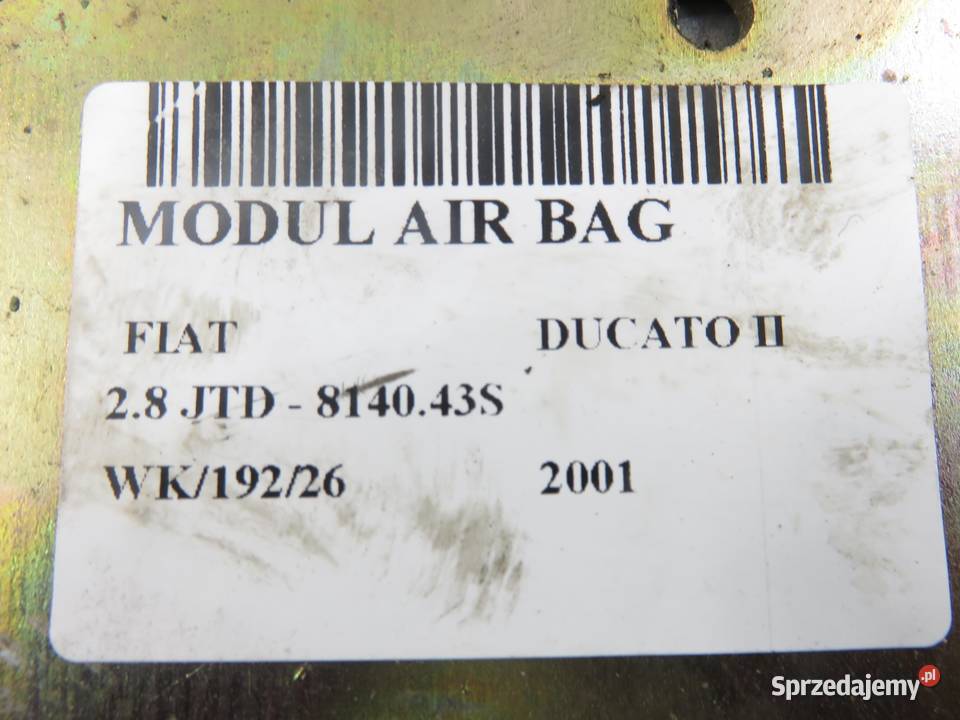 MODUL AIR BAG
FIAT DUCATO II
2.8 JTD - 8140.43S
WK/192/26 2001
Sprzedajemy.pl